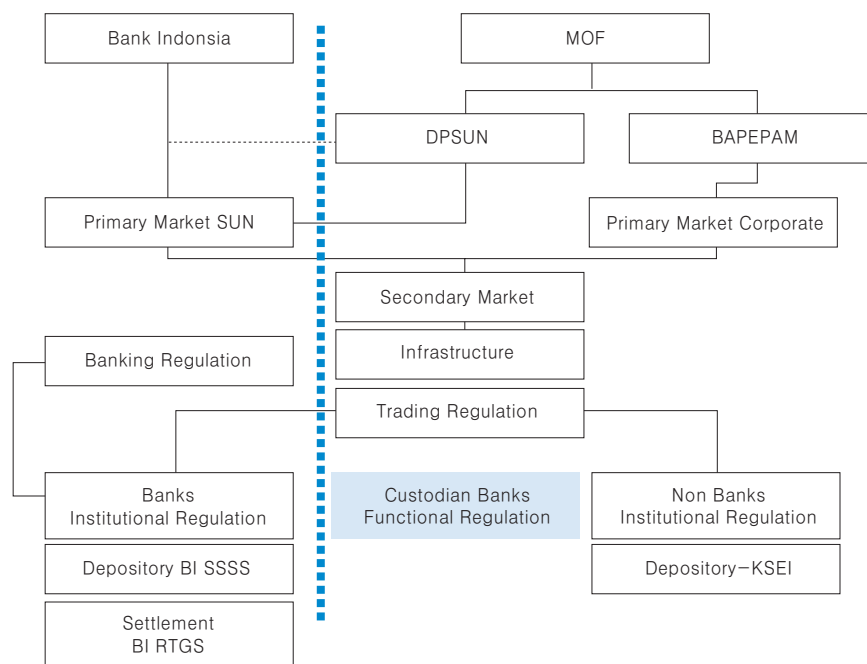 Bank Indonsia
MOF
DPSUN
BAPEPAM
Primary Market SUN
Primary Market Corporate
Secondary Market
Infrastructure
Banking Regulation
Trading Regulation
Banks
Institutional Regulation
Custodian Banks
Functional Regulation
Non Banks
Institutional Regulation
Depository BI SSSS
Depository-KSEI
Settlement
BI RTGS